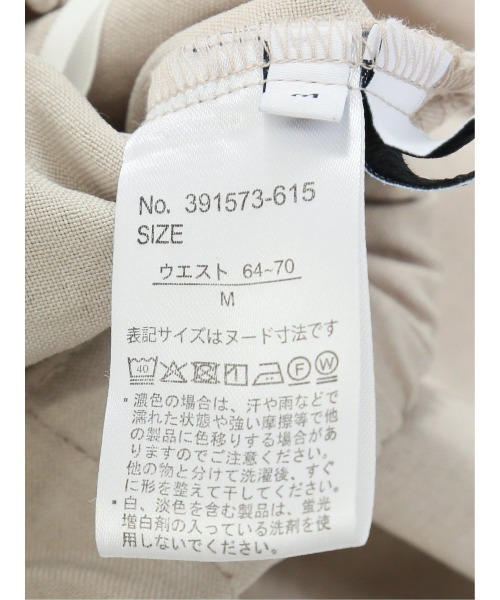 No. 391573-615
SIZE
ウエスト 64~70
M
表記サイズはヌード寸法です
40 F W
*濃色の場合は、汗や雨などで
濡れた状態や強い摩擦等で他
の製品に色移りする場合があ
りますのでご注意ください。
他の物と分けて洗濯後、すぐ
に形を整えて干してください。
*白、淡色を含む製品は、蛍光
増白剤の入っている洗剤を使
用しないでください。